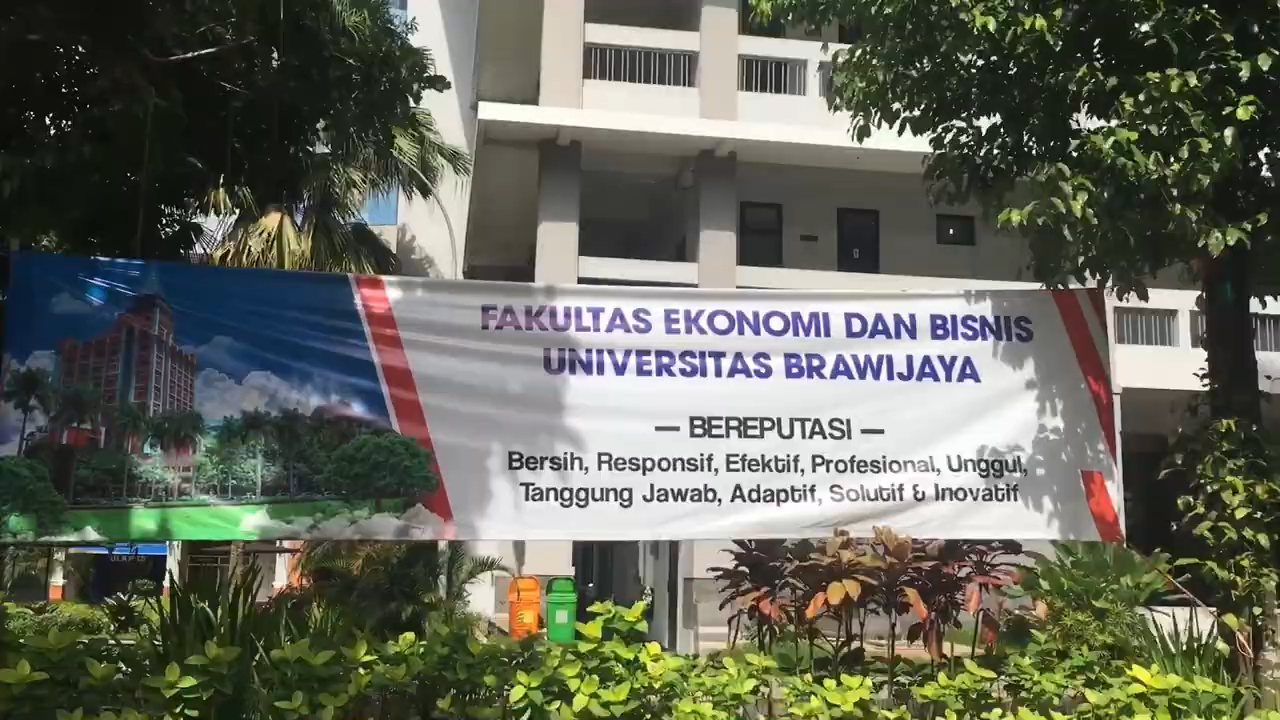 FAKULTAS EKONOMI DAN BISNIS
UNIVERSITAS BRAWIJAYA
— BEREPUTASI —
Bersih, Responsif, Efektif, Profesional, Unggul,
Tanggung Jawab, Adaptif, Solutif & Inovatif